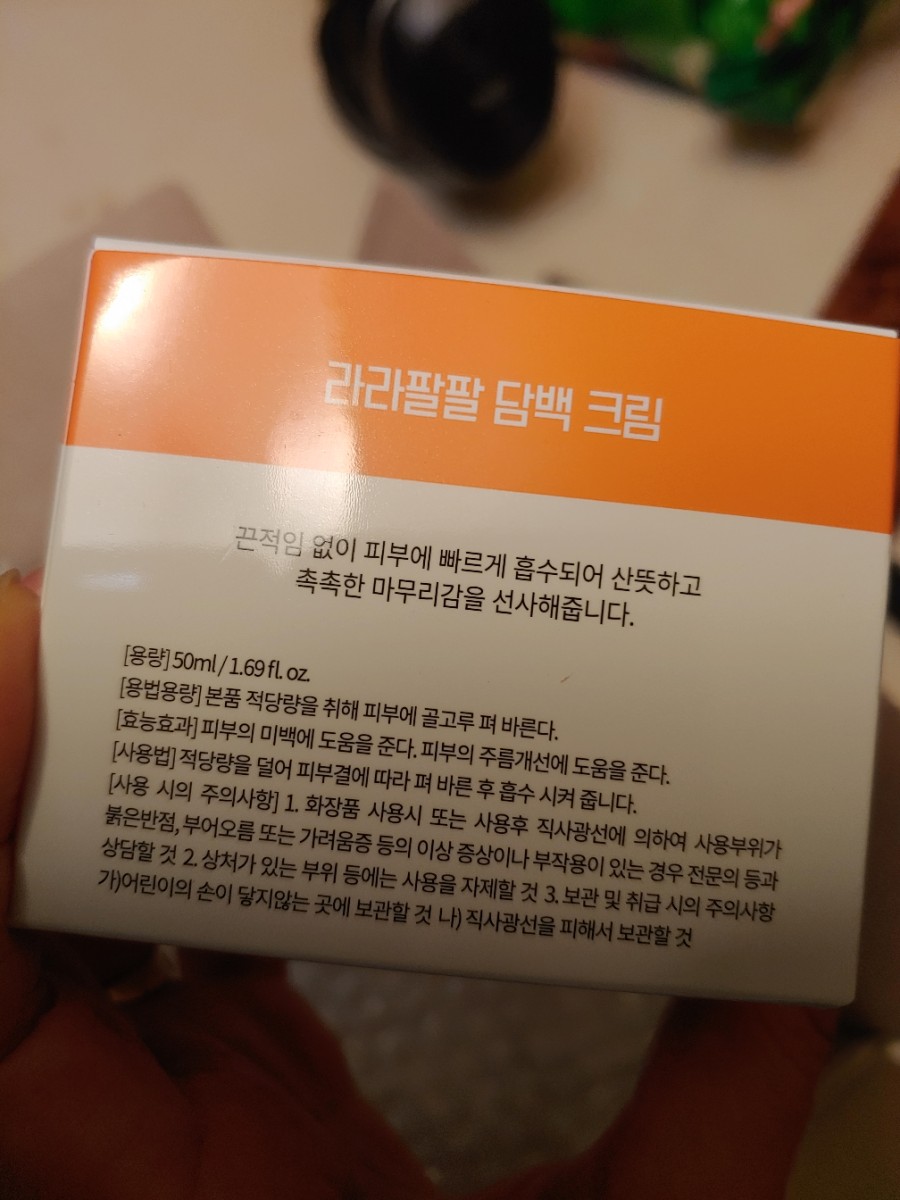 라라팔팔 담백 크림
끈적임 없이 피부에 빠르게 흡수되어 산뜻하고
촉촉한 마무리감을 선사해줍니다.
[용량] 50ml / 1.69 fl. oz.
[용법용량] 본품 적당량을 취해 피부에 골고루 펴 바른다.
[효능효과] 피부의 미백에 도움을 준다. 피부의 주름개선에 도움을 준다.
[사용법] 적당량을 덜어 피부결에 따라 펴 바른 후 흡수 시켜 줍니다.
[사용 시의 주의사항] 1. 화장품 사용시 또는 사용후 직사광선에 의하여 사용부위가
붉은반점, 부어오름 또는 가려움증 등의 이상 증상이나 부작용이 있는 경우 전문의 등과
상담할 것 2. 상처가 있는 부위 등에는 사용을 자제할 것 3. 보관 및 취급 시의 주의사항
가)어린이의 손이 닿지않는 곳에 보관할 것 나) 직사광선을 피해서 보관할 것